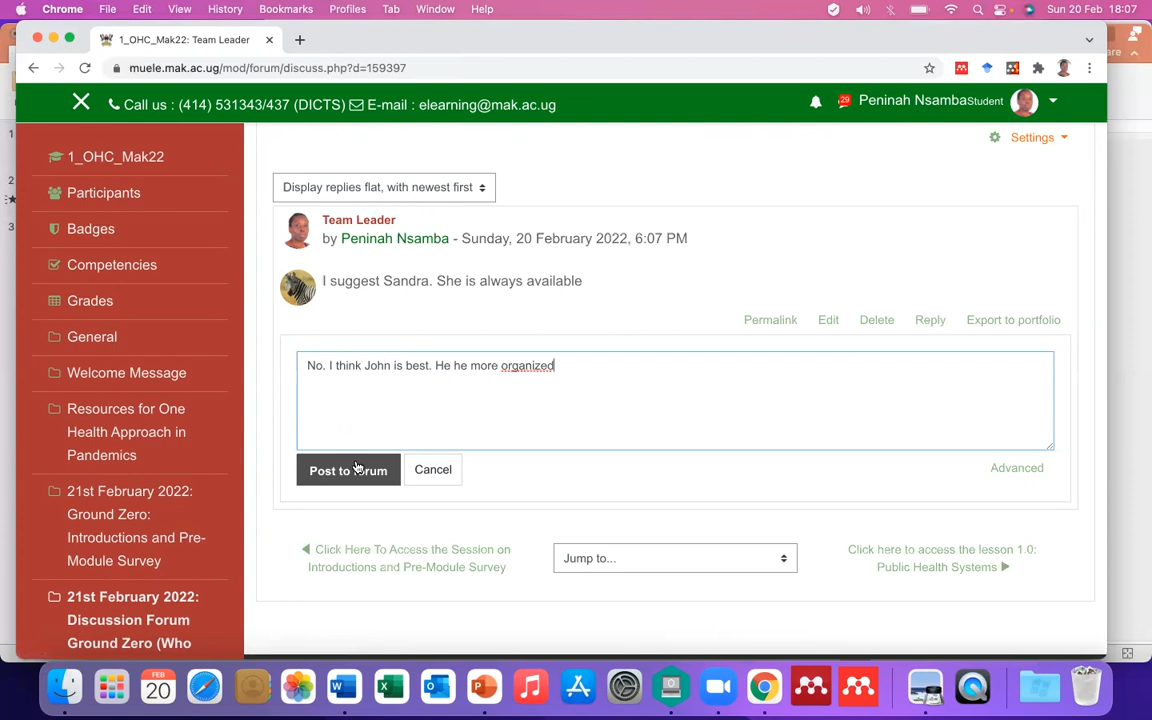 Chrome File Edit View History Bookmarks Profiles Tab Window Help Sun 20 Feb 18:07
1_OHC_Mak22: Team Leader
muele.mak.ac.ug/mod/forum/discuss.php?d=159397
Call us : (414) 531343/437 (DICTS) E-mail : elearning@mak.ac.ug 29 Peninah Nsamba Student
1_OHC_Mak22
Participants
Badges
Competencies
Grades
General
Welcome Message
Resources for One
Health Approach in
Pandemics
21st February 2022:
Ground Zero:
Introductions and Pre-
Module Survey
21st February 2022:
Discussion Forum
Ground Zero (Who
Settings
Display replies flat, with newest first
Team Leader
by Peninah Nsamba - Sunday, 20 February 2022, 6:07 PM
I suggest Sandra. She is always available
Permalink Edit Delete Reply Export to portfolio
No. I think John is best. He he more organized
Post to forum Cancel Advanced
Click Here To Access the Session on
Introductions and Pre-Module Survey
Jump to...
Click here to access the lesson 1.0:
Public Health Systems
1
2
3
FEB
20